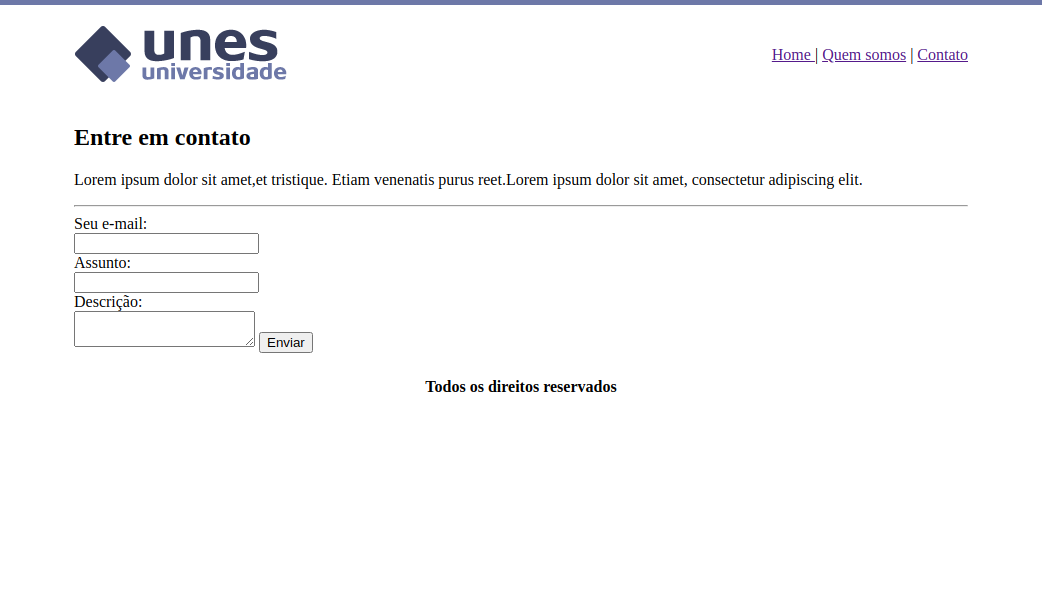 unes
universidade
Home | Quem somos | Contato
Entre em contato
Lorem ipsum dolor sit amet,et tristique. Etiam venenatis purus reet.Lorem ipsum dolor sit amet, consectetur adipiscing elit.
Seu e-mail:
Assunto:
Descrição:
Enviar
Todos os direitos reservados